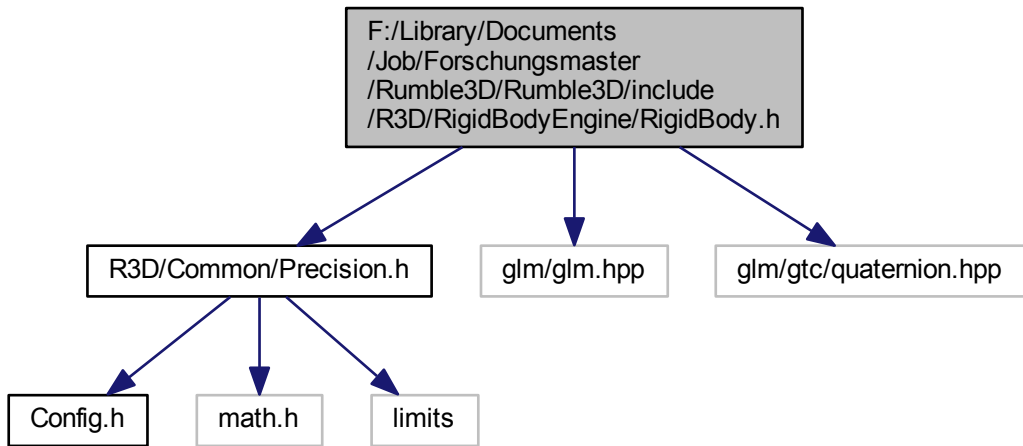 F:/Library/Documents
/Job/Forschungsmaster
/Rumble3D/Rumble3D/include
/R3D/RigidBodyEngine/RigidBody.h
R3D/Common/Precision.h
glm/glm.hpp
glm/gtc/quaternion.hpp
Config.h
math.h
limits